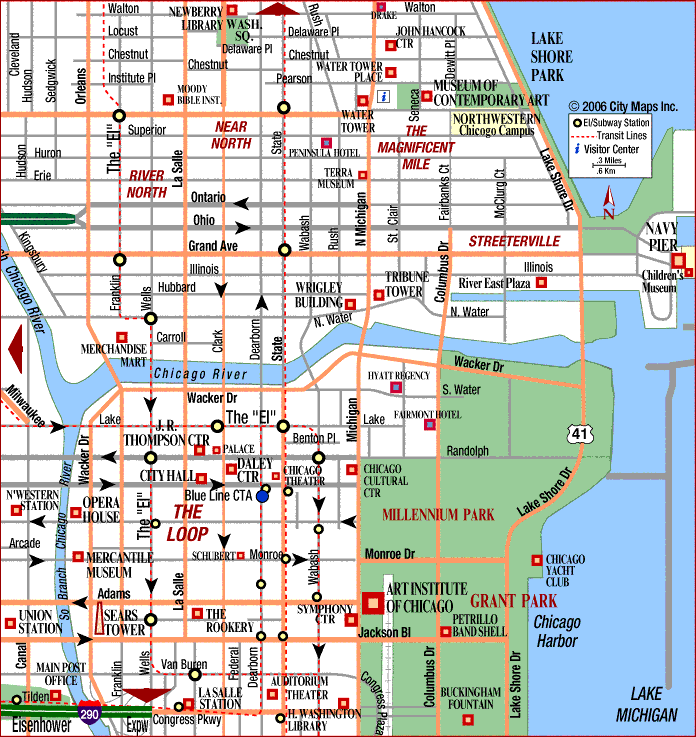 Walton
NEWBERRY
LIBRARY
WASH.
SQ.
Rush
DRAKE
Locust
Delaware Pl
Delaware Pl
JOHN HANCOCK
CTR
Dewitt Pl
LAKE
SHORE
PARK
Cleveland
Hudson
Sedgwick
Orleans
Chestnut
Chestnut
Chestnut
Institute Pl
Pearson
WATER TOWER
PLACE
MOODY
BIBLE INST.
MUSEUM OF
CONTEMPORARY ART
Seneca
WATER
TOWER
NORTHWESTERN
Chicogo Campus
© 2006 City Maps Inc.
El/Subway Station
Transit Lines
i Visitor Center
.3 Miles
.6 Km
N
The "El"
Superior
NEAR
NORTH
State
THE
MAGNIFICENT
MILE
PENINSULA HOTEL
Hudson
Huron
Erie
La Salle
RIVER
NORTH
TERRA
MUSEUM
Lake Shore Dr
Ontario
Ohio
Grand Ave
Wabash
Rush
N Michigan
St. Clair
Fairbanks Ct
McClurg Ct
STREETERVILLE
NAVY
PIER
Children's
Museum
Kingsbury
Chicago River
Franklin
Wells
Illinois
Hubbard
Clark
Dearborn
State
WRIGLEY
BUILDING
TRIBUNE
TOWER
Columbus Dr
Illinois
River East Plaza
N. Water
N. Water
MERCHANDISE
MART
Carroll
Chicago River
Wacker Dr
Wacker Dr
HYATT REGENCY
S. Water
Milwaukee
Lake
The "El"
Michigan
Lake
FAIRMONT HOTEL
41
J. R.
THOMPSON CTR
PALACE
Benton Pl
Randolph
Wacker Dr
CITY HALL
DALEY
CTR
CHICAGO
THEATER
CHICAGO
CULTURAL
CTR
Blue Line CTA
Lake Shore Dr
N'WESTERN
STATION
River
OPERA
HOUSE
The "El"
THE
LOOP
MILLENNIUM PARK
Arcade
Chicago
MERCANTILE
MUSEUM
SCHUBERT
Monroe
Wabash
Monroe Dr
CHICAGO
YACHT
CLUB
So Branch
Adams
La Salle
ART INSTITUTE
OF CHICAGO
GRANT PARK
UNION
STATION
SEARS
TOWER
THE
ROOKERY
SYMPHONY
CTR
Jackson Bl
PETRILLO
BAND SHELL
Chicago
Harbor
Canal
MAIN POST
OFFICE
Franklin
Wells
Van Buren
Federal
Dearborn
AUDITORIUM
THEATER
Congress Plaza
Columbus Dr
Lake Shore Dr
Tilden
LA SALLE
STATION
BUCKINGHAM
FOUNTAIN
LAKE
MICHIGAN
Eisenhower
290
Expw
Congress Pkwy
H. WASHINGTON
LIBRARY